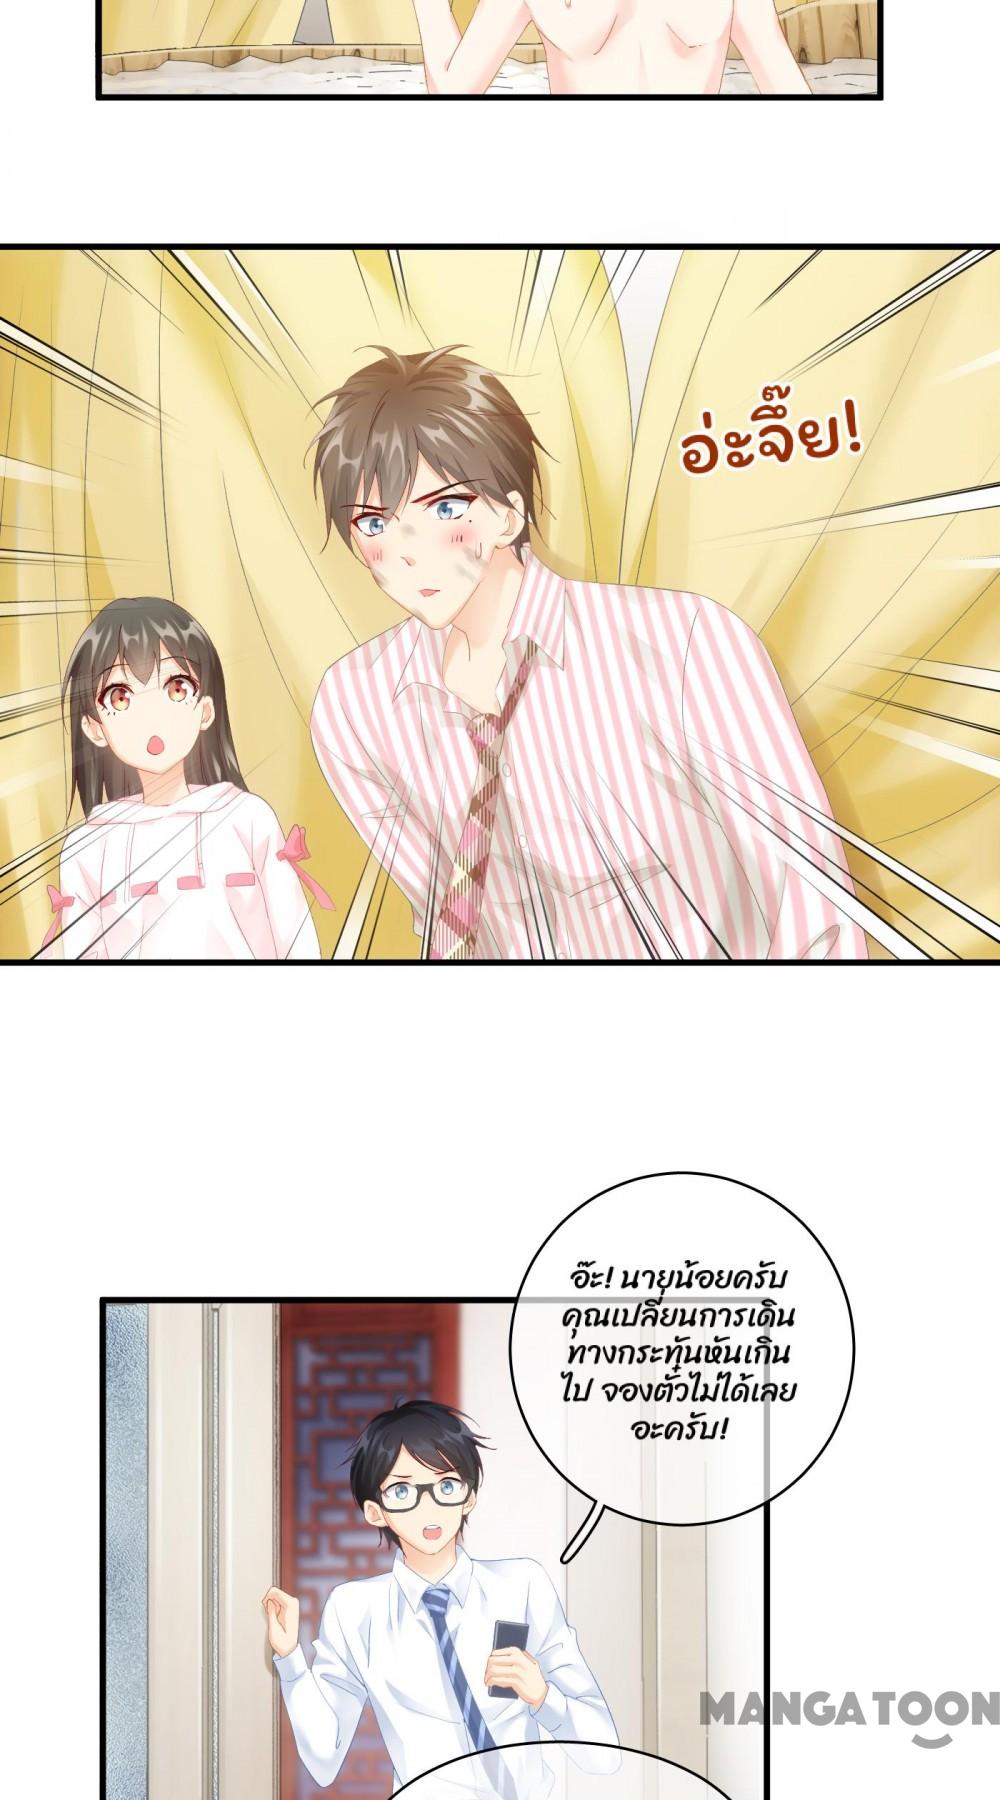 อ่ะจึ๊ย!
อ๊ะ! นายน้อยครับ
คุณเปลี่ยนการเดิน
ทางกระทันหันเกิน
ไป จองตั๋วไม่ได้เลย
อะครับ!
MANGATOON